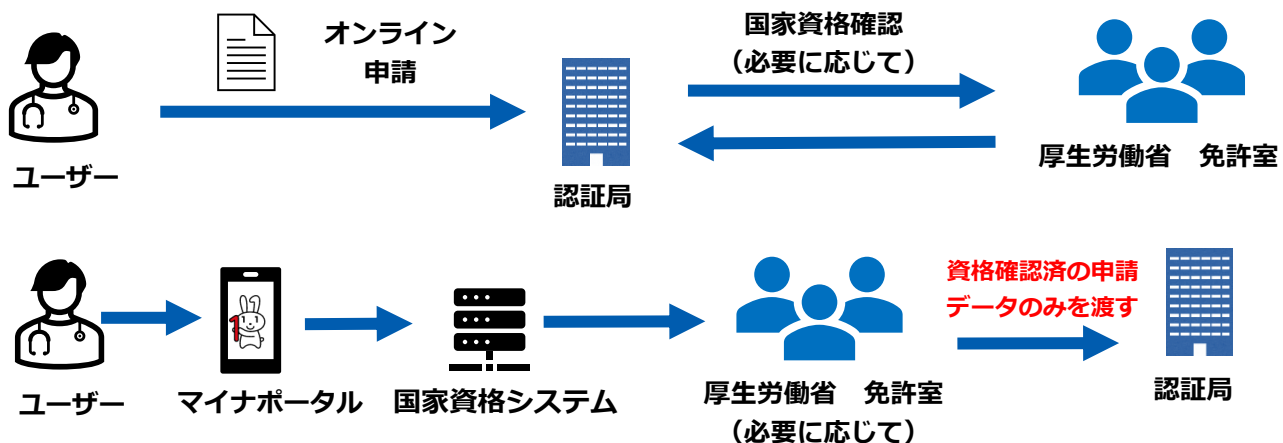 オンライン
申請
国家資格確認
（必要に応じて）
ユーザー
認証局
厚生労働省　免許室
資格確認済の申請
データのみを渡す
ユーザー
マイナポータル
国家資格システム
厚生労働省　免許室
（必要に応じて）
認証局